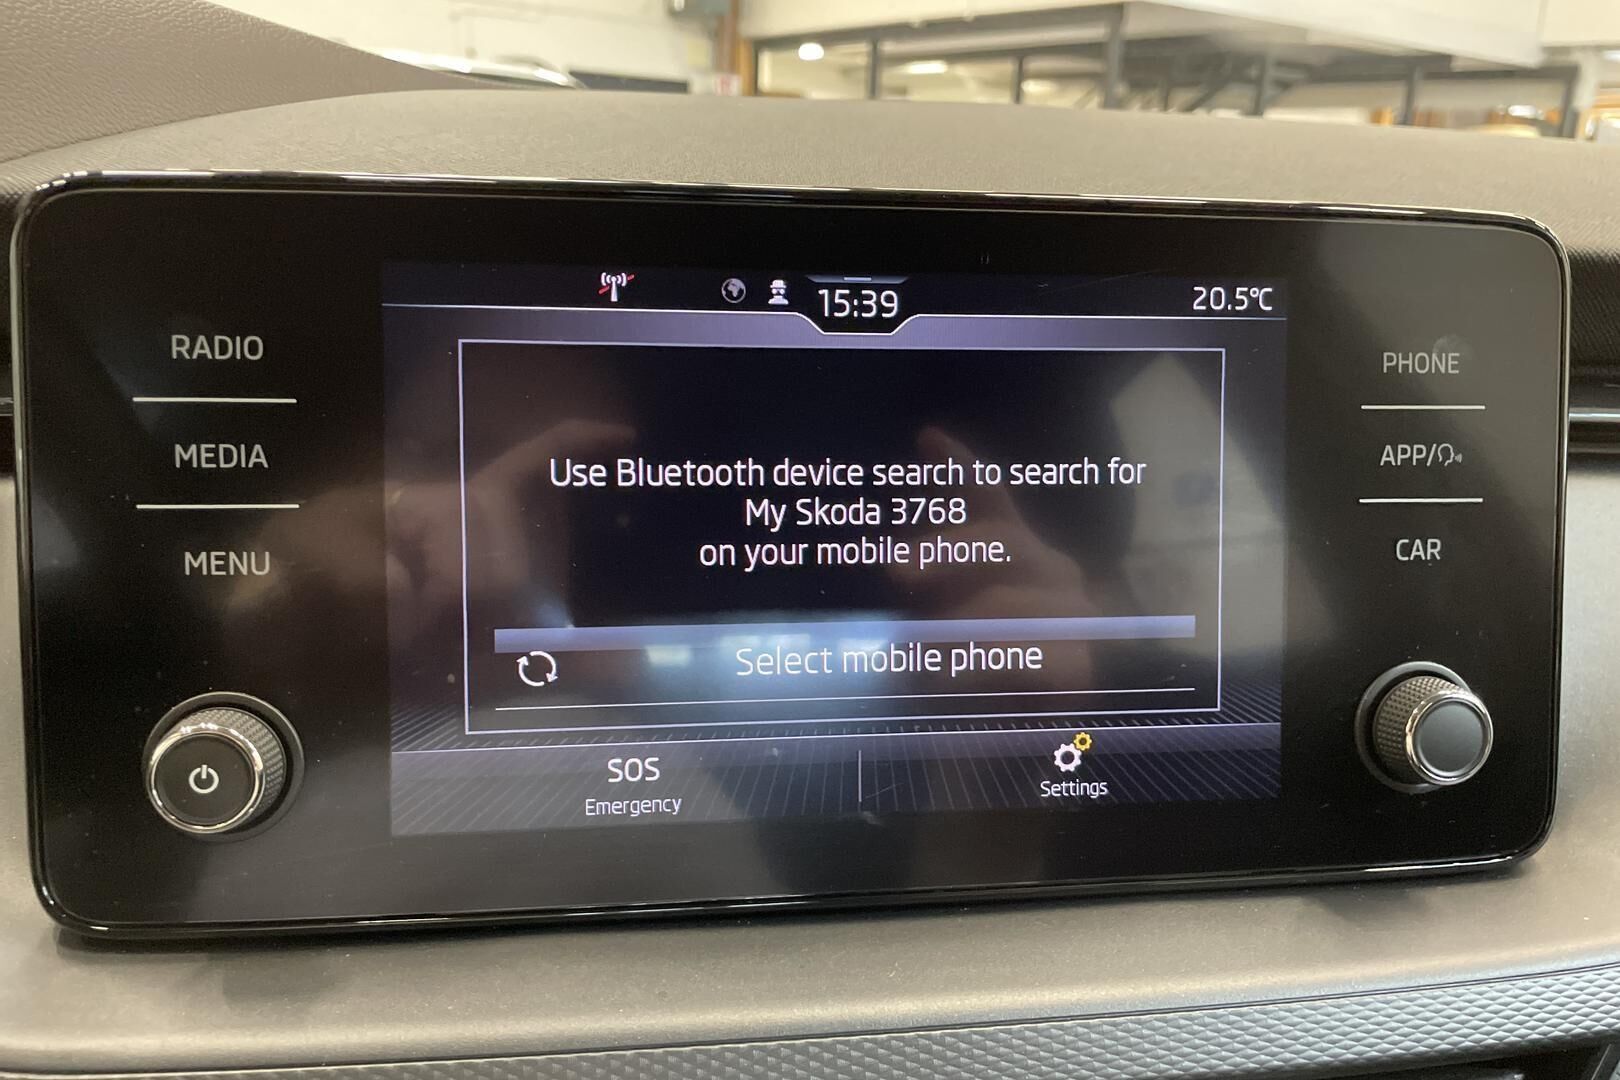 15:39
20.5°C
RADIO
MEDIA
MENU
Use Bluetooth device search to search for
My Skoda 3768
on your mobile phone.
Select mobile phone
SOS
Emergency
Settings
PHONE
APP/
CAR